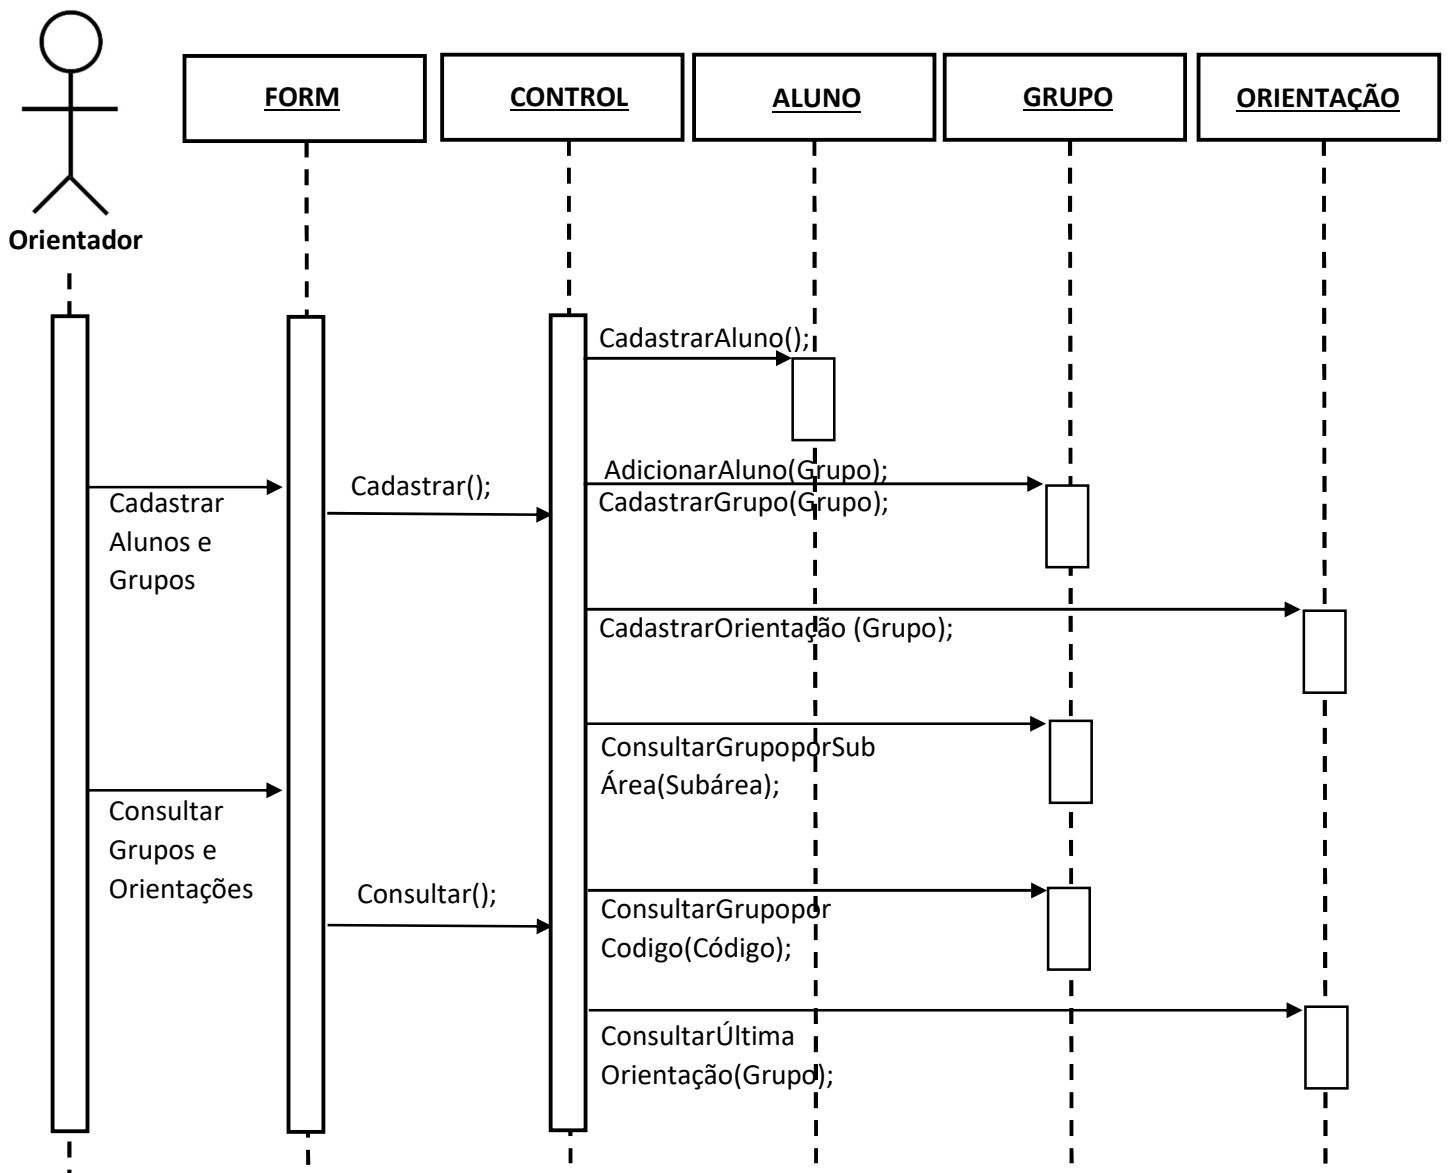 FORM
CONTROL
ALUNO
GRUPO
ORIENTAÇÃO
Orientador
CadastrarAluno();
Cadastrar
Alunos e
Grupos
Cadastrar();
AdicionarAluno(Grupo);
CadastrarGrupo(Grupo);
CadastrarOrientação (Grupo);
ConsultarGrupoporSub
Área(Subárea);
Consultar
Grupos e
Orientações
Consultar();
ConsultarGrupopor
Codigo(Código);
ConsultarÚltima
Orientação(Grupo);